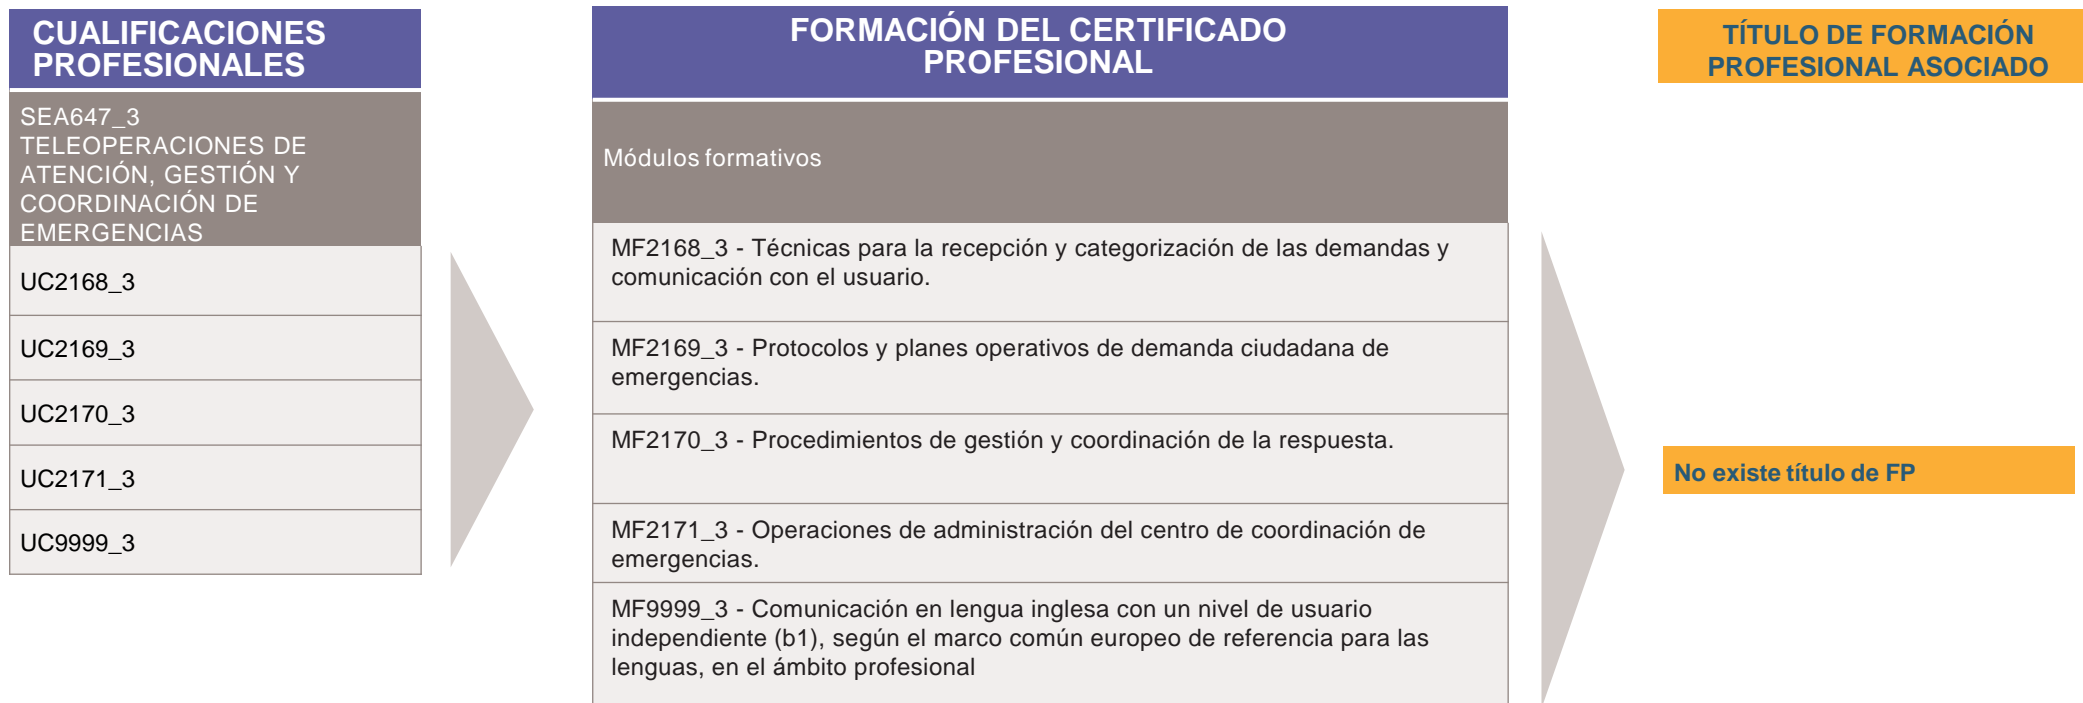 CUALIFICACIONES
PROFESIONALES
SEA647_3
TELEOPERACIONES DE
ATENCIÓN, GESTIÓN Y
COORDINACIÓN DE
EMERGENCIAS
UC2168_3
UC2169_3
UC2170_3
UC2171_3
UC9999_3
FORMACIÓN DEL CERTIFICADO
PROFESIONAL
Módulos formativos
MF2168_3 - Técnicas para la recepción y categorización de las demandas y
comunicación con el usuario.
MF2169_3 - Protocolos y planes operativos de demanda ciudadana de
emergencias.
MF2170_3 - Procedimientos de gestión y coordinación de la respuesta.
MF2171_3 - Operaciones de administración del centro de coordinación de
emergencias.
MF9999_3 - Comunicación en lengua inglesa con un nivel de usuario
independiente (b1), según el marco común europeo de referencia para las
lenguas, en el ámbito profesional
TÍTULO DE FORMACIÓN
PROFESIONAL ASOCIADO
No existe título de FP